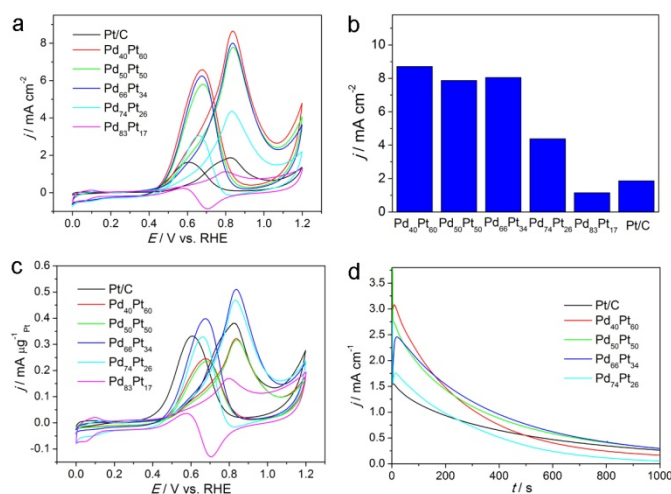 a
j / mA cm⁻²
8
6
4
2
0
Pt/C
Pd₄₀Pt₆₀
Pd₅₀Pt₅₀
Pd₆₆Pt₃₄
Pd₇₄Pt₂₆
Pd₈₃Pt₁₇
0.0 0.2 0.4 0.6 0.8 1.0 1.2
E / V vs. RHE
b
j / mA cm⁻²
10
8
6
4
2
0
Pd₄₀Pt₆₀ Pd₅₀Pt₅₀ Pd₆₆Pt₃₄ Pd₇₄Pt₂₆ Pd₈₃Pt₁₇ Pt/C
c
j / mA μg⁻¹Pt
0.6
0.5
0.4
0.3
0.2
0.1
0.0
-0.1
Pt/C
Pd₄₀Pt₆₀
Pd₅₀Pt₅₀
Pd₆₆Pt₃₄
Pd₇₄Pt₂₆
Pd₈₃Pt₁₇
0.0 0.2 0.4 0.6 0.8 1.0 1.2
E / V vs. RHE
d
j / mA cm⁻²
3.5
3.0
2.5
2.0
1.5
1.0
0.5
0.0
Pt/C
Pd₄₀Pt₆₀
Pd₅₀Pt₅₀
Pd₆₆Pt₃₄
Pd₇₄Pt₂₆
0 200 400 600 800 1000
t / s